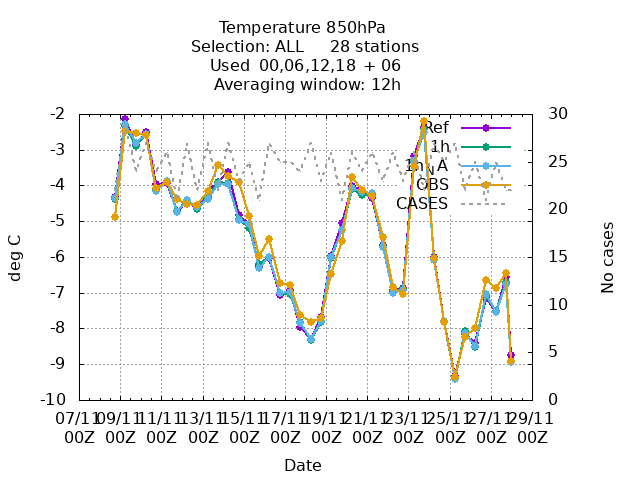 Temperature 850hPa
Selection: ALL     28 stations
Used 00,06,12,18 + 06
Averaging window: 12h
-2
-3
-4
-5
-6
-7
-8
-9
-10
30
25
20
15
10
5
0
Ref
1h
1h_NA
OBS
CASES
deg C
No cases
07/11 09/11 11/11 13/11 15/11 17/11 19/11 21/11 23/11 25/11 27/11 29/11
00Z 00Z 00Z 00Z 00Z 00Z 00Z 00Z 00Z 00Z 00Z 00Z
Date